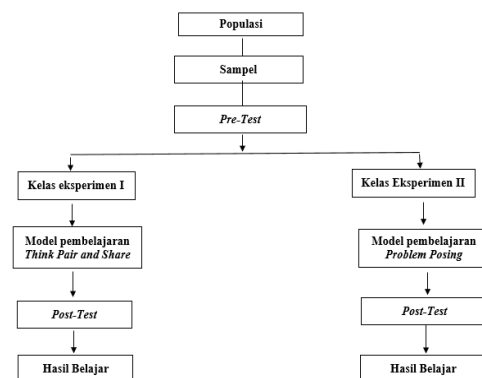 Populasi
Sampel
Pre-Test
Kelas eksperimen I
Kelas Eksperimen II
Model pembelajaran
Think Pair and Share
Model pembelajaran
Problem Posing
Post-Test
Post-Test
Hasil Belajar
Hasil Belajar